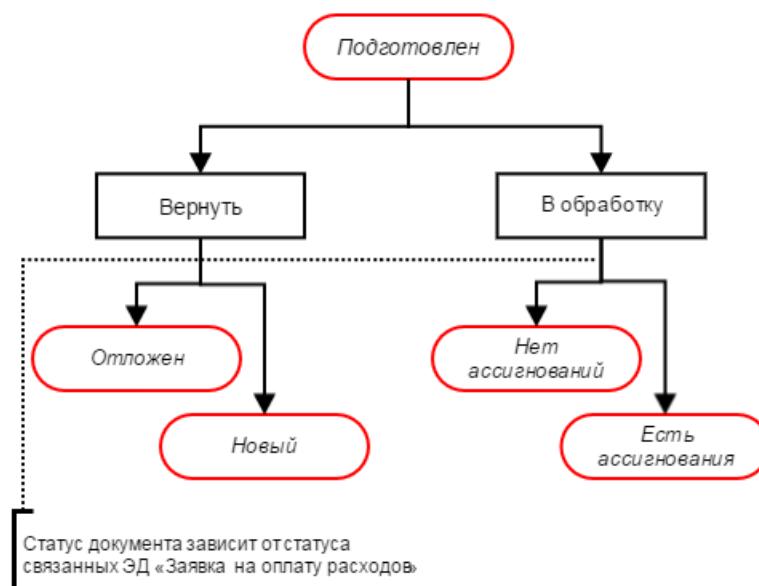 Подготовлен
Вернуть
В обработку
Отложен
Нет
ассигнований
Новый
Есть
ассигнования
Статус документа зависит от статуса
связанных ЭД «Заявка на оплату расходов»